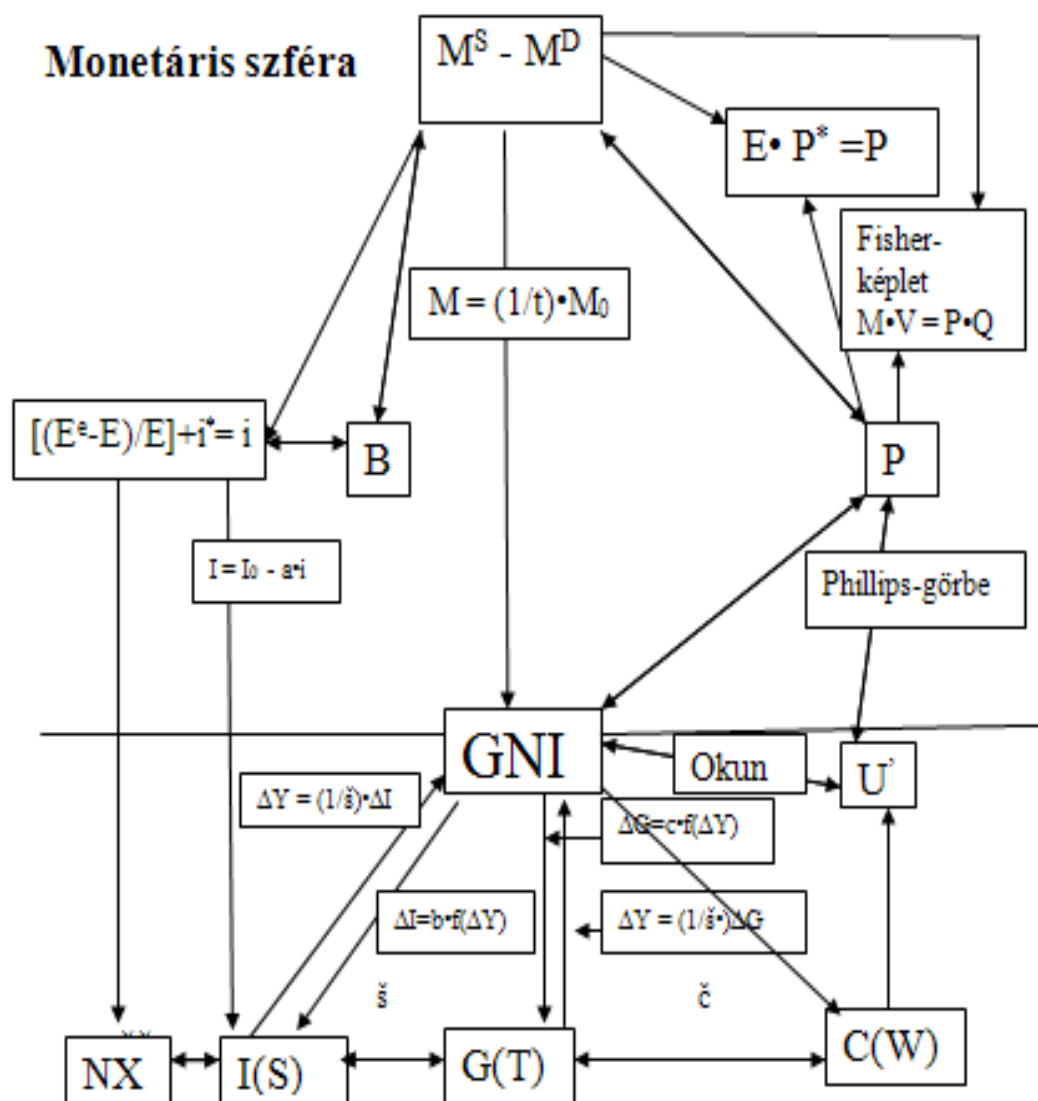 Monetáris szféra
Mˢ - Mᴰ
E• P* =P
Fisher-
képlet
M•V = P•Q
M = (1/t)•M₀
[(Eᵉ-E)/E]+i*= i
B
P
I = I₀ - a•i
Phillips-görbe
GNI
Okun
U’
ΔY = (1/š)•ΔI
ΔG=c•f(ΔY)
ΔI=b•f(ΔY)
ΔY = (1/š•)ΔG
š
č
NX
I(S)
G(T)
C(W)